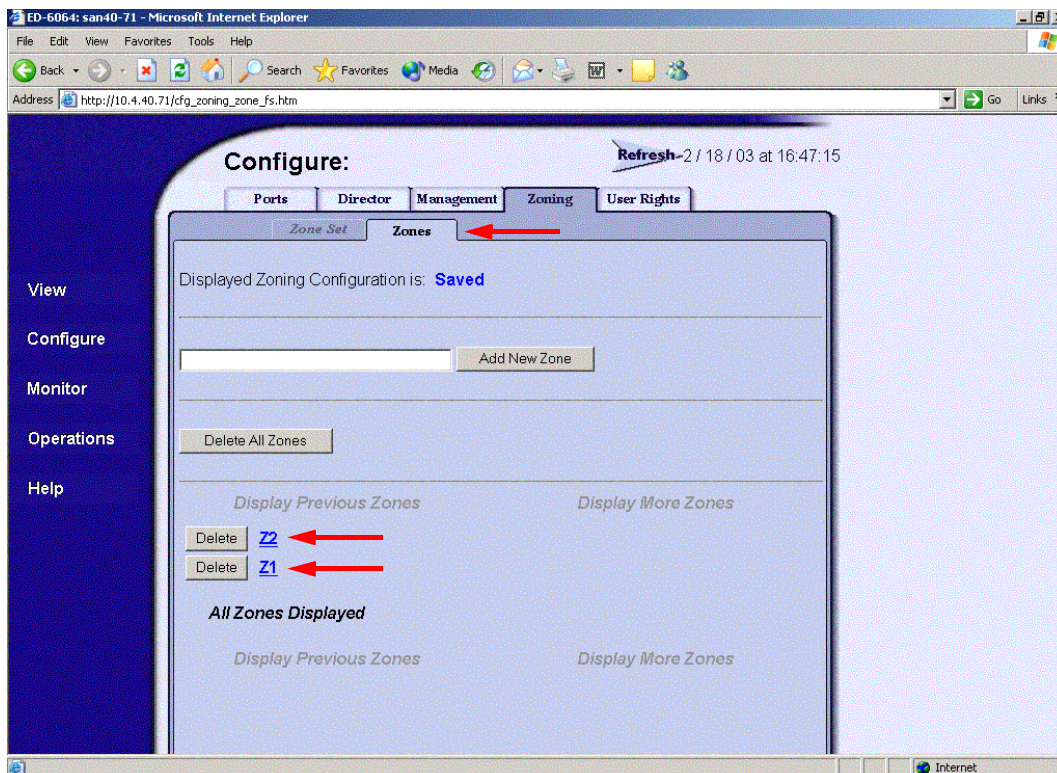 ED-6064: san40-71 - Microsoft Internet Explorer
File Edit View Favorites Tools Help
Back Search Favorites Media
Address http://10.4.40.71/cfg_zoning_zone_fs.htm Go Links
Configure: Refresh-2 / 18 / 03 at 16:47:15
Ports Director Management Zoning User Rights
Zone Set Zones
Displayed Zoning Configuration is: Saved
View
Configure
Add New Zone
Monitor
Operations
Delete All Zones
Help
Display Previous Zones Display More Zones
Delete Z2
Delete Z1
All Zones Displayed
Display Previous Zones Display More Zones
Internet